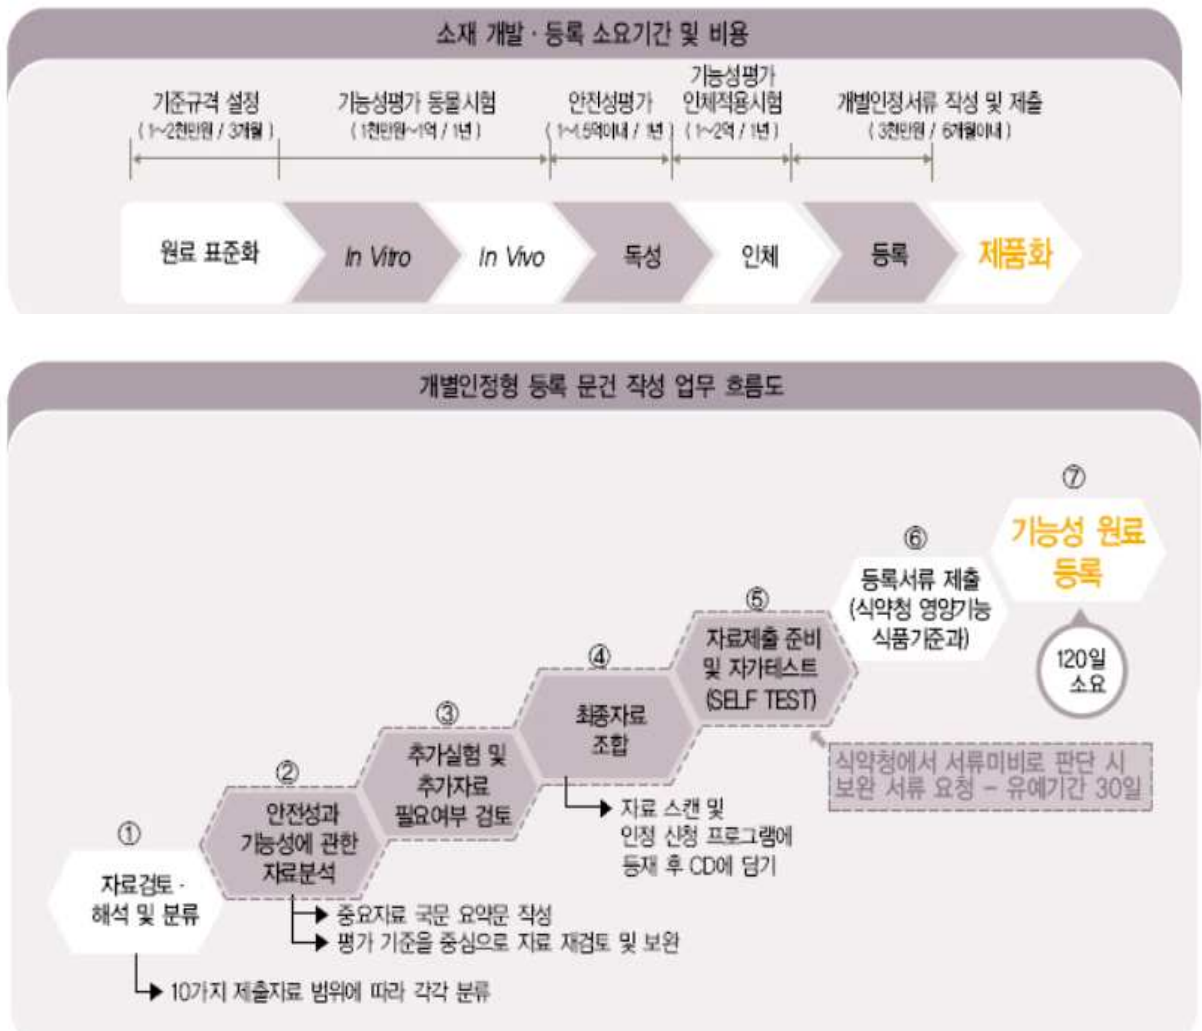 소재 개발 · 등록 소요기간 및 비용
기준규격 설정
( 1~2천만원 / 3개월 )
기능성평가 동물시험
( 1천만원~1억 / 1년 )
안전성평가
( 1~1.5억이내 / 1년 )
기능성평가
인체적용시험
( 1~2억 / 1년 )
개별인정서류 작성 및 제출
( 3천만원 / 6개월이내 )
원료 표준화
In Vitro
In Vivo
독성
인체
등록
제품화
개별인정형 등록 문건 작성 업무 흐름도
①
자료검토 ·
해석 및 분류
10가지 제출자료 범위에 따라 각각 분류
②
안전성과
기능성에 관한
자료분석
중요자료 국문 요약문 작성
평가 기준을 중심으로 자료 재검토 및 보완
③
추가실험 및
추가자료
필요여부 검토
④
최종자료
조합
자료 스캔 및
인정 신청 프로그램에
등재 후 CD에 담기
⑤
자료제출 준비
및 자가테스트
(SELF TEST)
식약청에서 서류미비로 판단 시
보완 서류 요청 - 유예기간 30일
⑥
등록서류 제출
(식약청 영양기능
식품기준과)
⑦
기능성 원료
등록
120일
소요